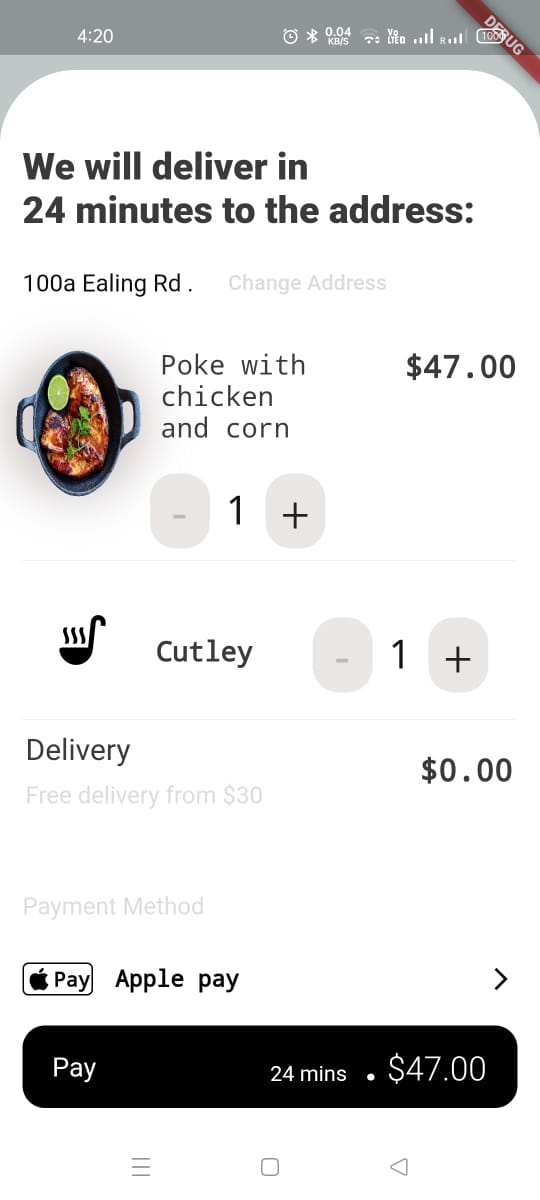 4:20
0.04
KB/S
Vo
LTED
R
100
DEBUG
We will deliver in
24 minutes to the address:
100a Ealing Rd . Change Address
Poke with
chicken
and corn
$47.00
- 1 +
Cutley - 1 +
Delivery
$0.00
Free delivery from $30
Payment Method
Pay Apple pay
Pay 24 mins . $47.00